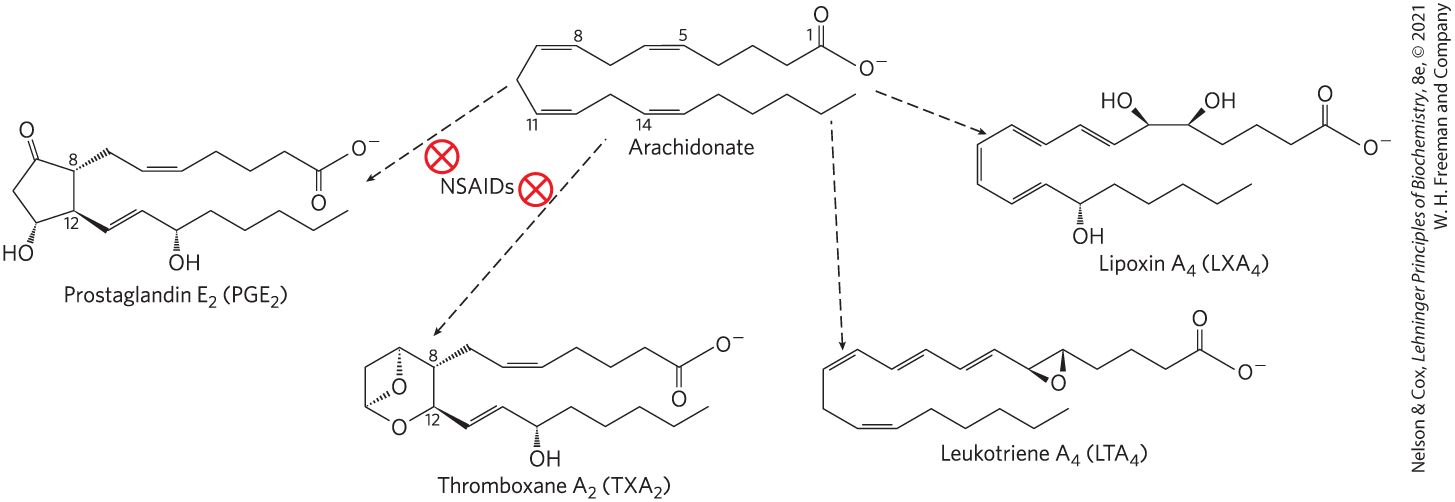 O
8
5
1
O⁻
11
14
Arachidonate
O
8
O⁻
O
12
HO
OH
Prostaglandin E₂ (PGE₂)
NSAIDs
HO
OH
O
O⁻
OH
Lipoxin A₄ (LXA₄)
8
O⁻
O
O
O
12
OH
Thromboxane A₂ (TXA₂)
O
O⁻
O
Leukotriene A₄ (LTA₄)
Nelson & Cox, Lehninger Principles of Biochemistry, 8e, © 2021
W. H. Freeman and Company